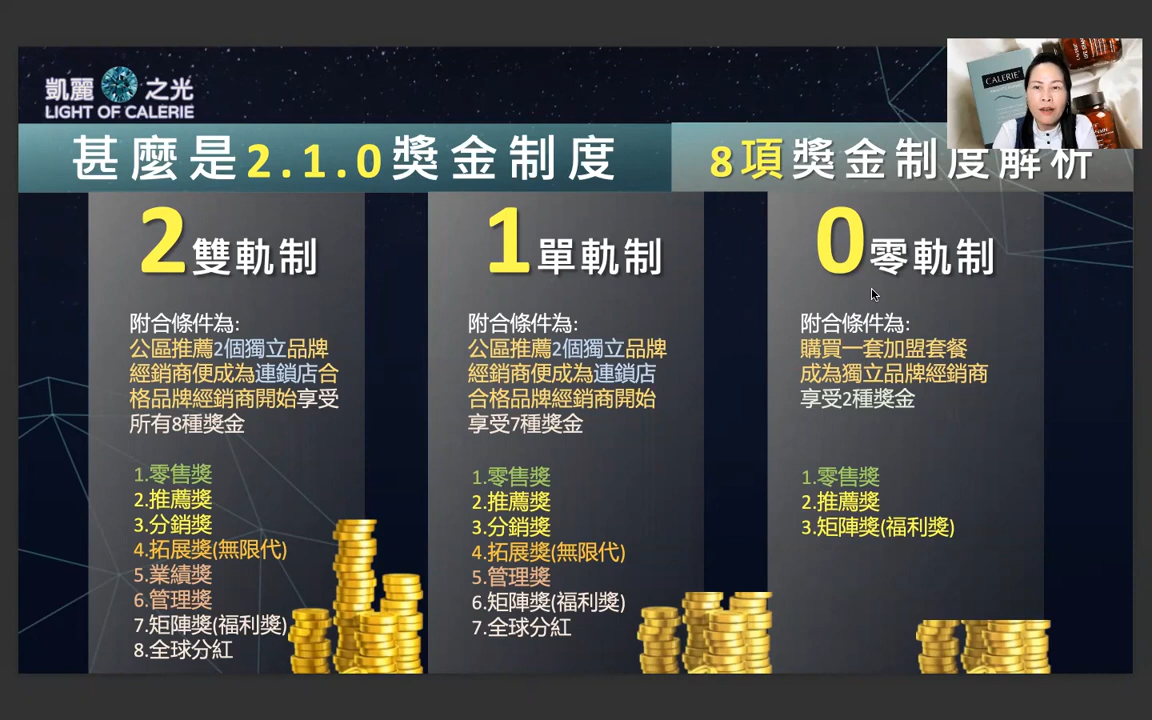 凱麗之光
LIGHT OF CALERIE
CALERIE
甚麼是2.1.0獎金制度
8項獎金制度解析
2雙軌制
附合條件為:
公區推薦2個獨立品牌
經銷商便成為連鎖店合
格品牌經銷商開始享受
所有8種獎金
1.零售獎
2.推薦獎
3.分銷獎
4.拓展獎(無限代)
5.業績獎
6.管理獎
7.矩陣獎(福利獎)
8.全球分紅
1單軌制
附合條件為:
公區推薦2個獨立品牌
經銷商便成為連鎖店
合格品牌經銷商開始
享受7種獎金
1.零售獎
2.推薦獎
3.分銷獎
4.拓展獎(無限代)
5.管理獎
6.矩陣獎(福利獎)
7.全球分紅
0零軌制
附合條件為:
購買一套加盟套餐
成為獨立品牌經銷商
享受2種獎金
1.零售獎
2.推薦獎
3.矩陣獎(福利獎)